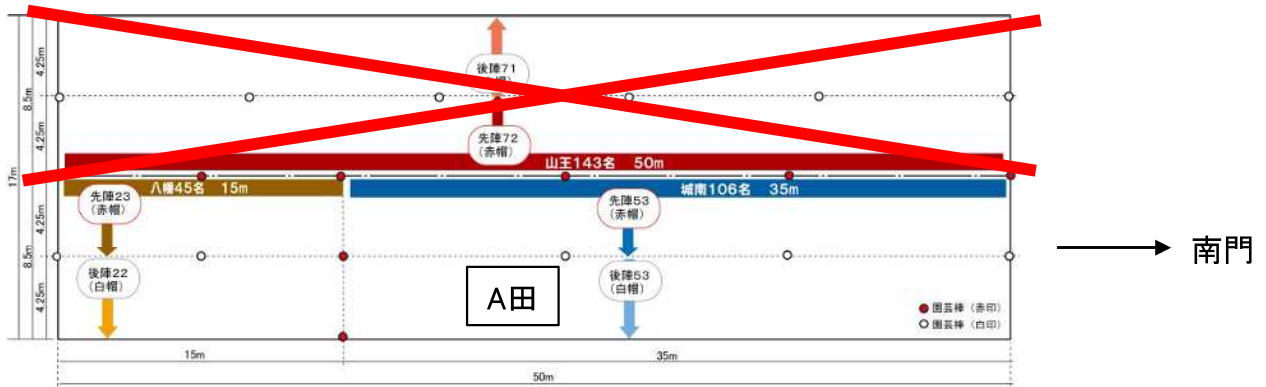 4.25m
8.5m
4.25m
17m
4.25m
8.5m
4.25m
後陣71
先陣72
（赤帽）
山王143名 50m
八幡45名 15m
城南106名 35m
先陣23
（赤帽）
先陣53
（赤帽）
後陣22
（白帽）
後陣53
（白帽）
A田
南門
園芸棒（赤印）
園芸棒（白印）
15m
35m
50m